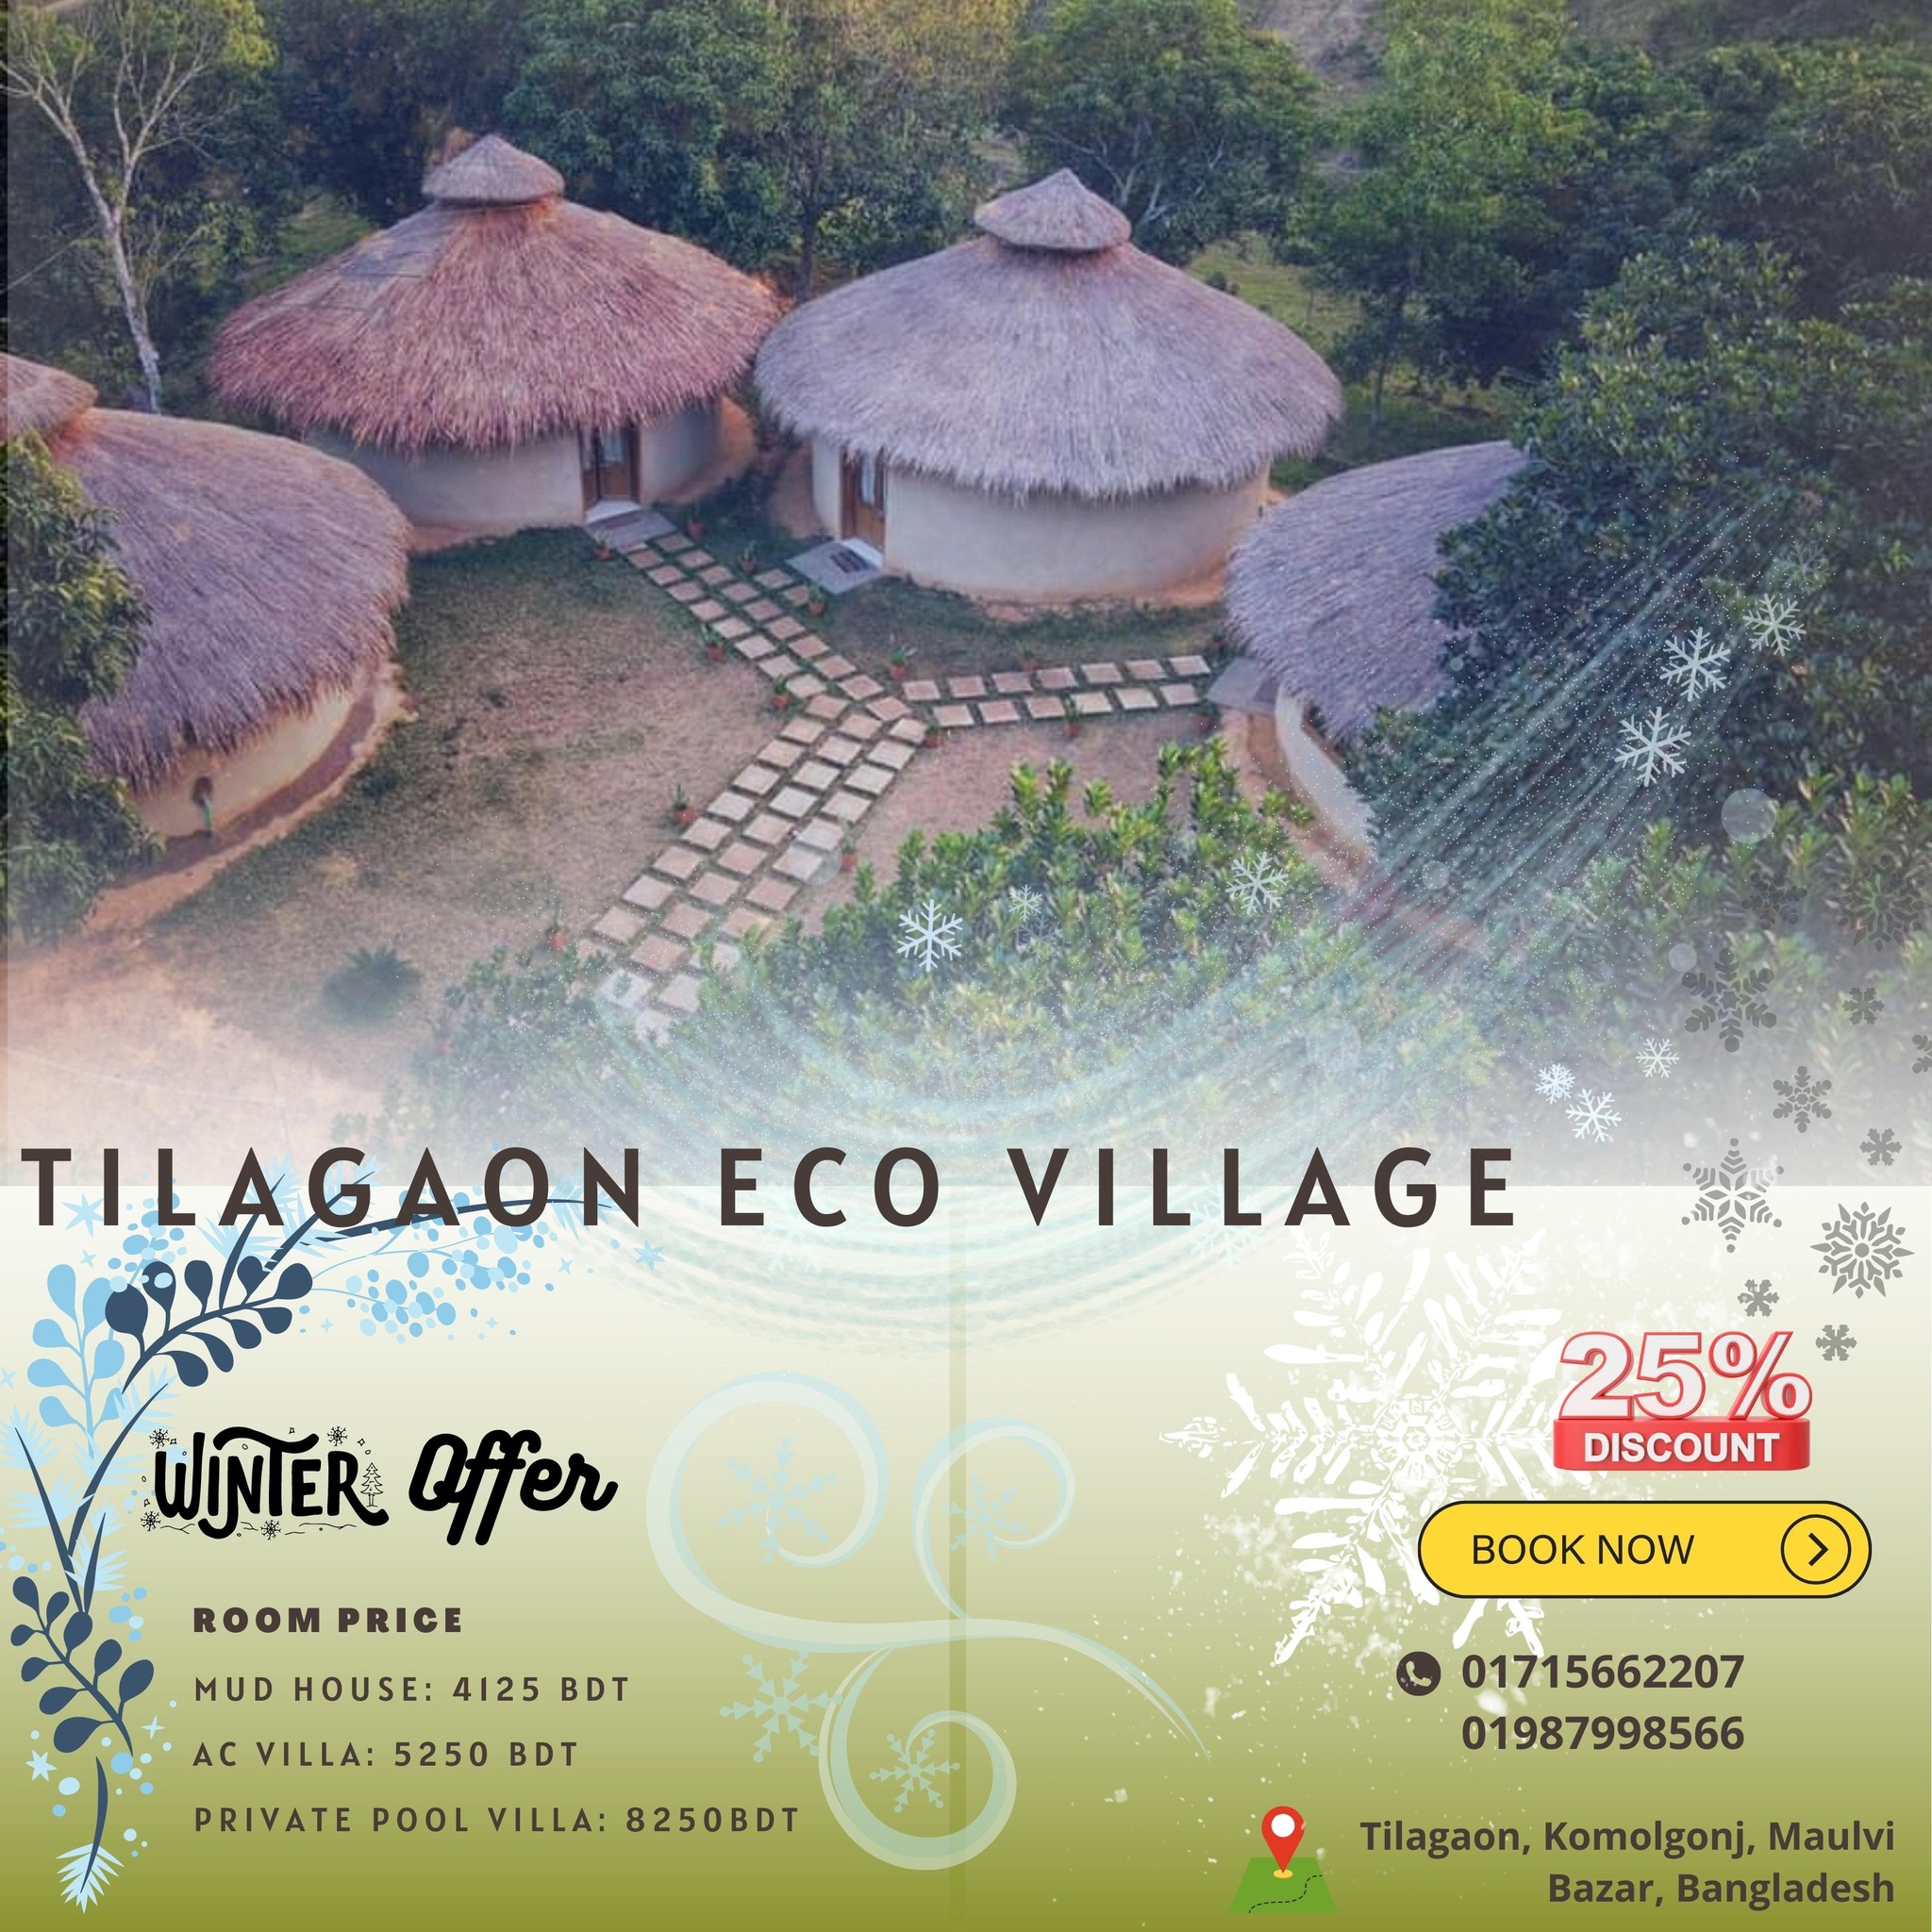 TILAGAON ECO VILLAGE
WINTER Offer
ROOM PRICE
MUD HOUSE: 4125 BDT
AC VILLA: 5250 BDT
PRIVATE POOL VILLA: 8250BDT
25%
DISCOUNT
BOOK NOW
01715662207
01987998566
Tilagaon, Komolgonj, Maulvi
Bazar, Bangladesh